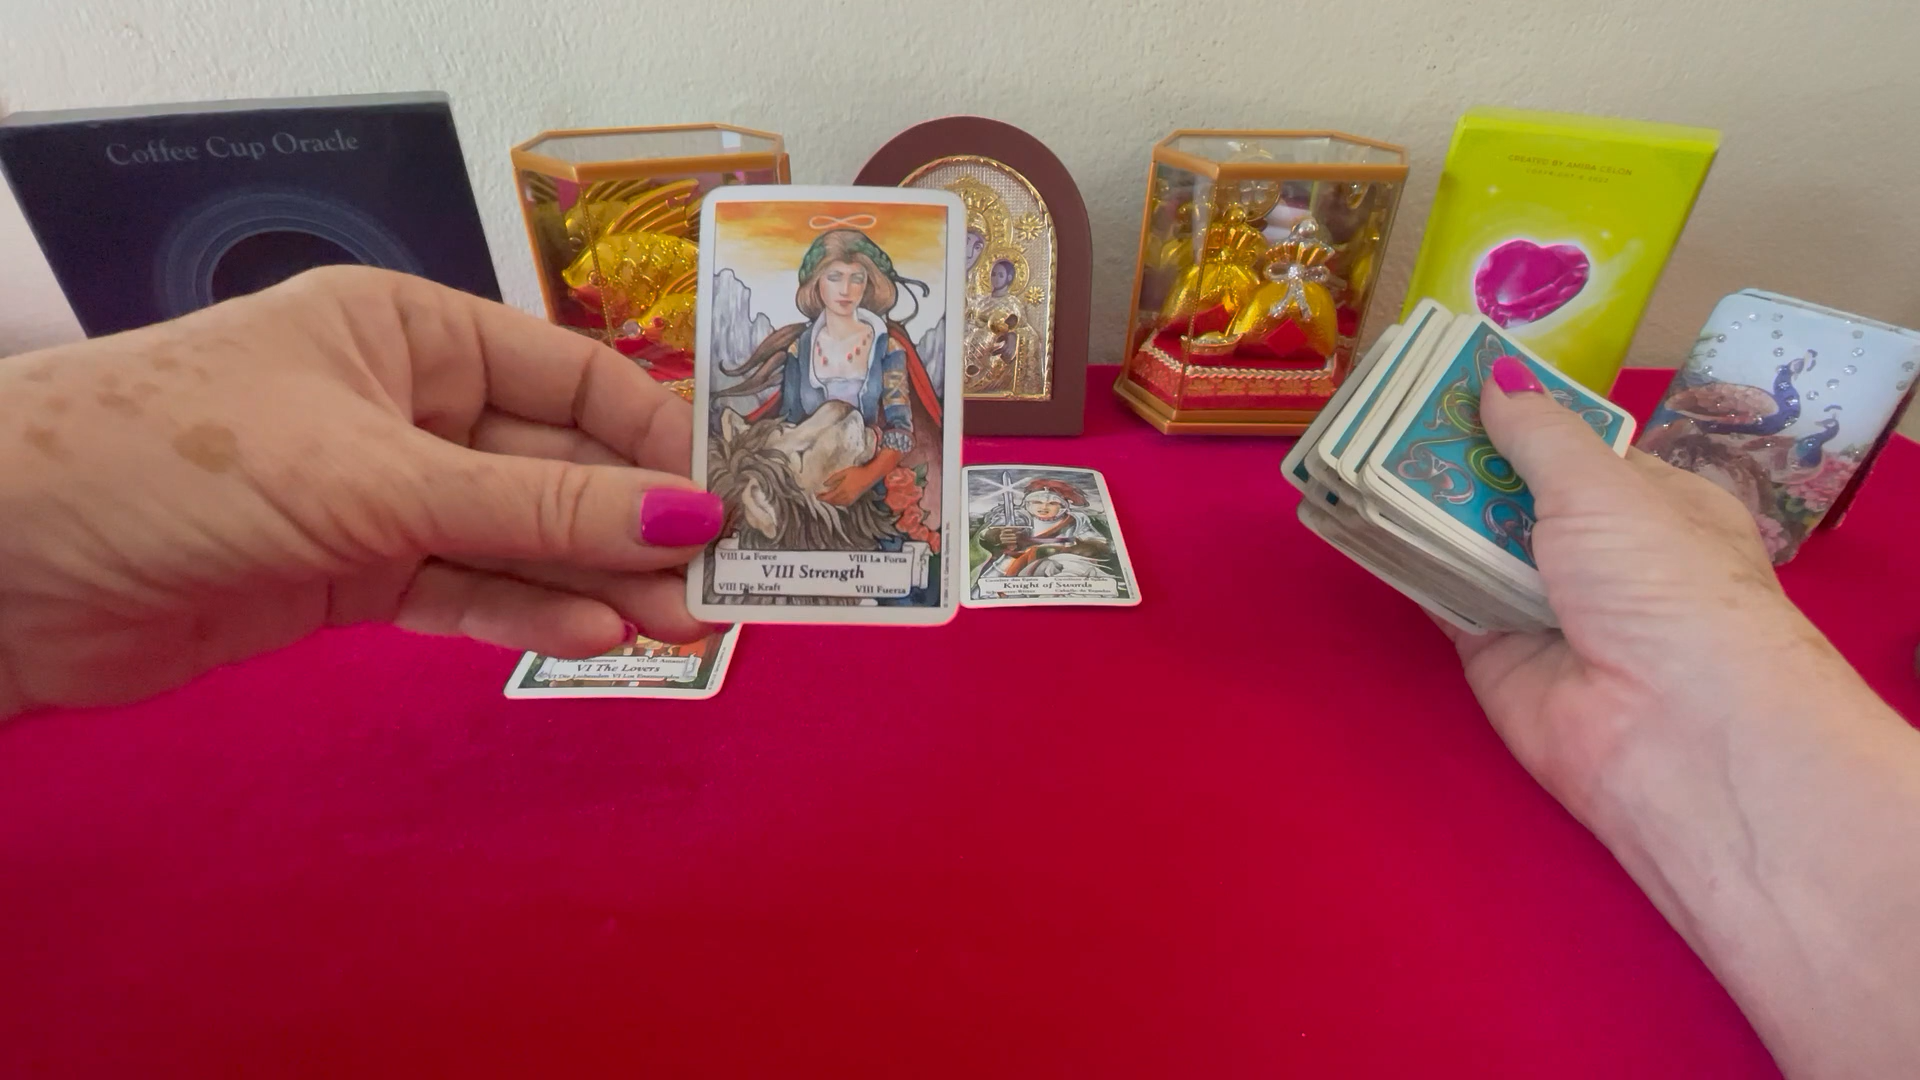 Coffee Cup Oracle
CREATED BY AMIRA CELON
VIII La Force
VIII La Forza
VIII Strength
VIII Die Kraft
VIII Fuerza
Knight of Swords
VI The Lovers